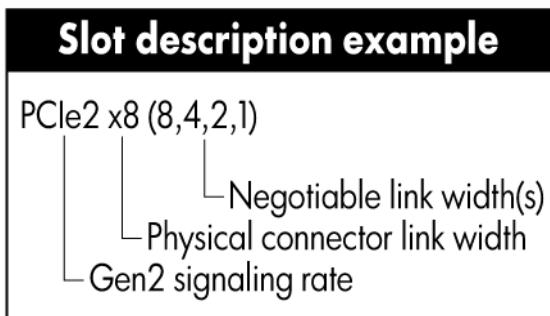 Slot description example
PCIe2 x8 (8,4,2,1)
Negotiable link width(s)
Physical connector link width
Gen2 signaling rate